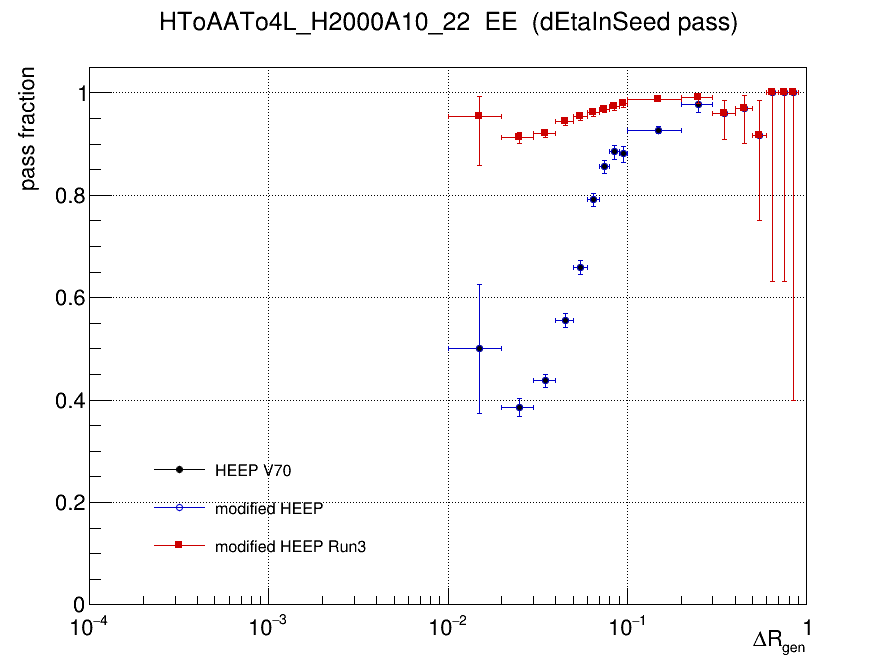 HToAATo4L_H2000A10_22 EE (dEtaInSeed pass)
pass fraction
1
0.8
0.6
0.4
0.2
0
HEEP V70
modified HEEP
modified HEEP Run3
10⁻⁴ 10⁻³ 10⁻² 10⁻¹ 1
ΔR_gen